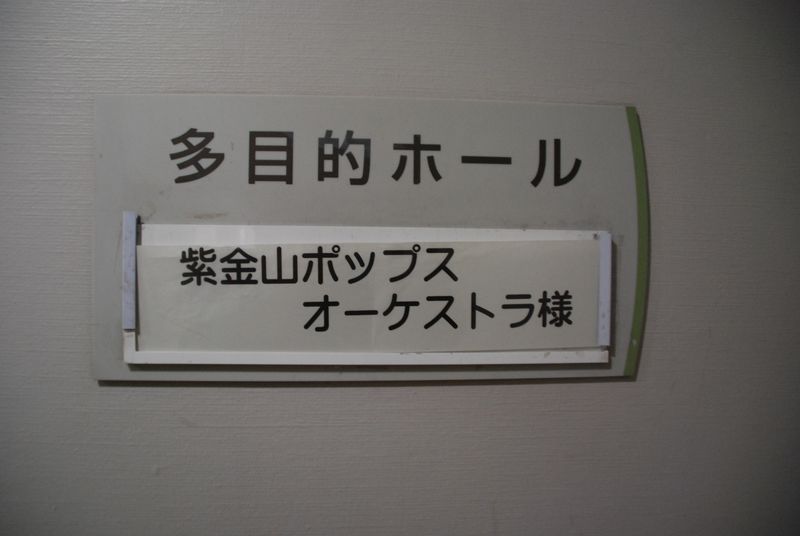 多目的ホール
紫金山ポップス
オーケストラ様